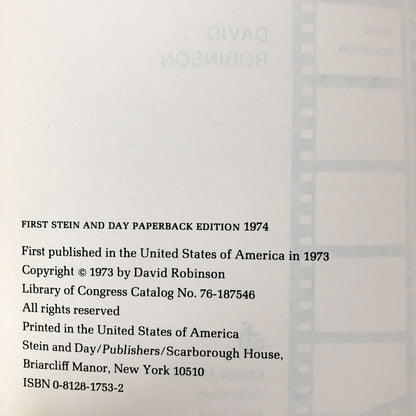 FIRST STEIN AND DAY PAPERBACK EDITION 1974
First published in the United States of America in 1973
Copyright © 1973 by David Robinson
Library of Congress Catalog No. 76-187546
All rights reserved
Printed in the United States of America
Stein and Day/Publishers/Scarborough House,
Briarcliff Manor, New York 10510
ISBN 0-8128-1753-2
DAVID
ROBINSON